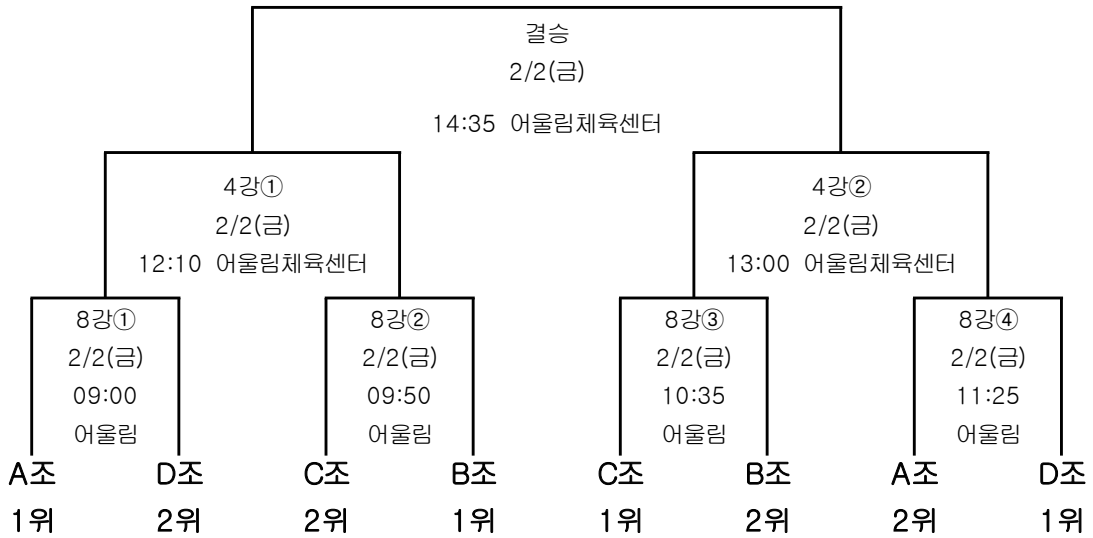 결승
2/2(금)
14:35 어울림체육센터
4강①
2/2(금)
12:10 어울림체육센터
4강②
2/2(금)
13:00 어울림체육센터
8강①
2/2(금)
09:00
어울림
8강②
2/2(금)
09:50
어울림
8강③
2/2(금)
10:35
어울림
8강④
2/2(금)
11:25
어울림
A조 D조 C조 B조 C조 B조 A조 D조
1위 2위 2위 1위 1위 2위 2위 1위